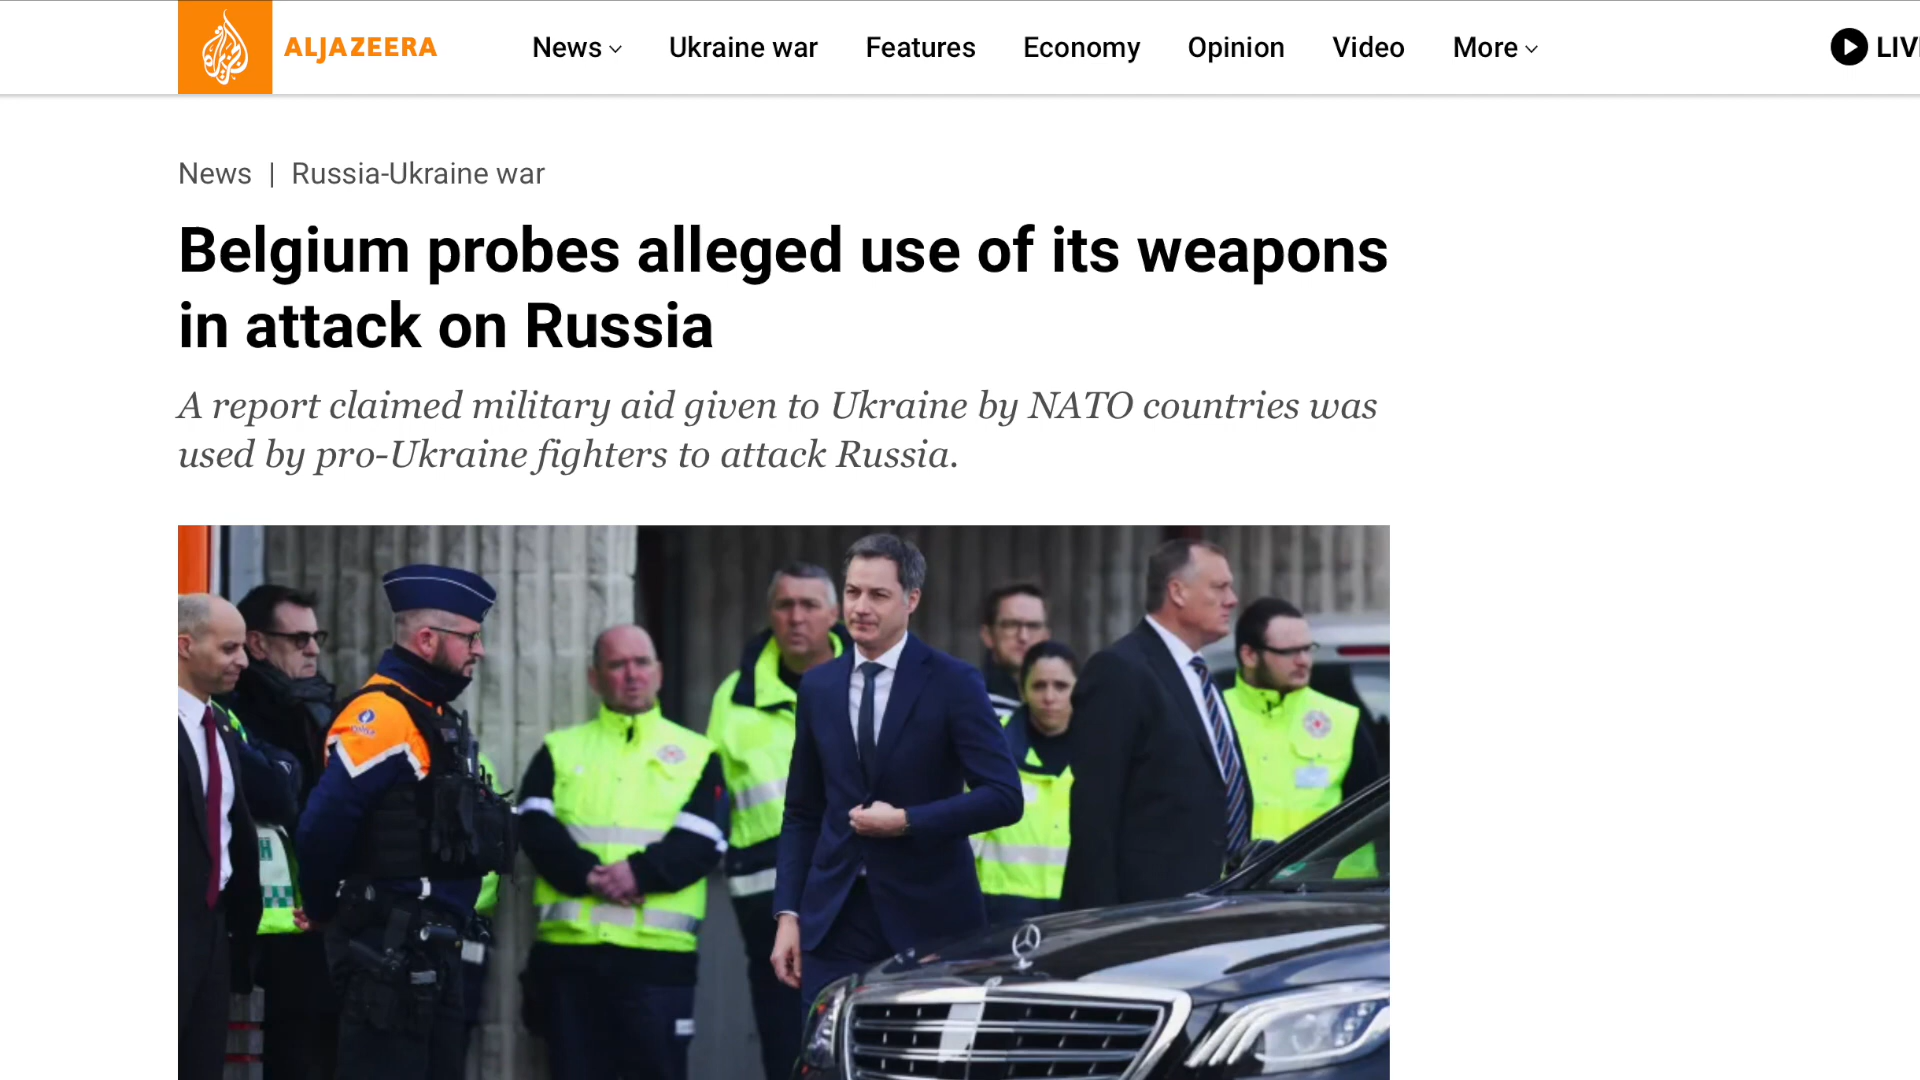 ALJAZEERA
News
Ukraine war
Features
Economy
Opinion
Video
More
News | Russia-Ukraine war
Belgium probes alleged use of its weapons
in attack on Russia
A report claimed military aid given to Ukraine by NATO countries was
used by pro-Ukraine fighters to attack Russia.